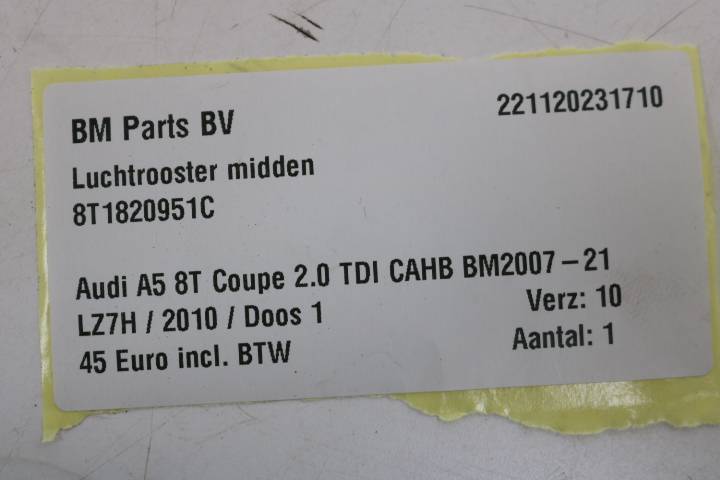 BM Parts BV 221120231710
Luchtrooster midden
8T1820951C
Audi A5 8T Coupe 2.0 TDI CAHB BM2007-21
LZ7H / 2010 / Doos 1 Verz: 10
45 Euro incl. BTW Aantal: 1